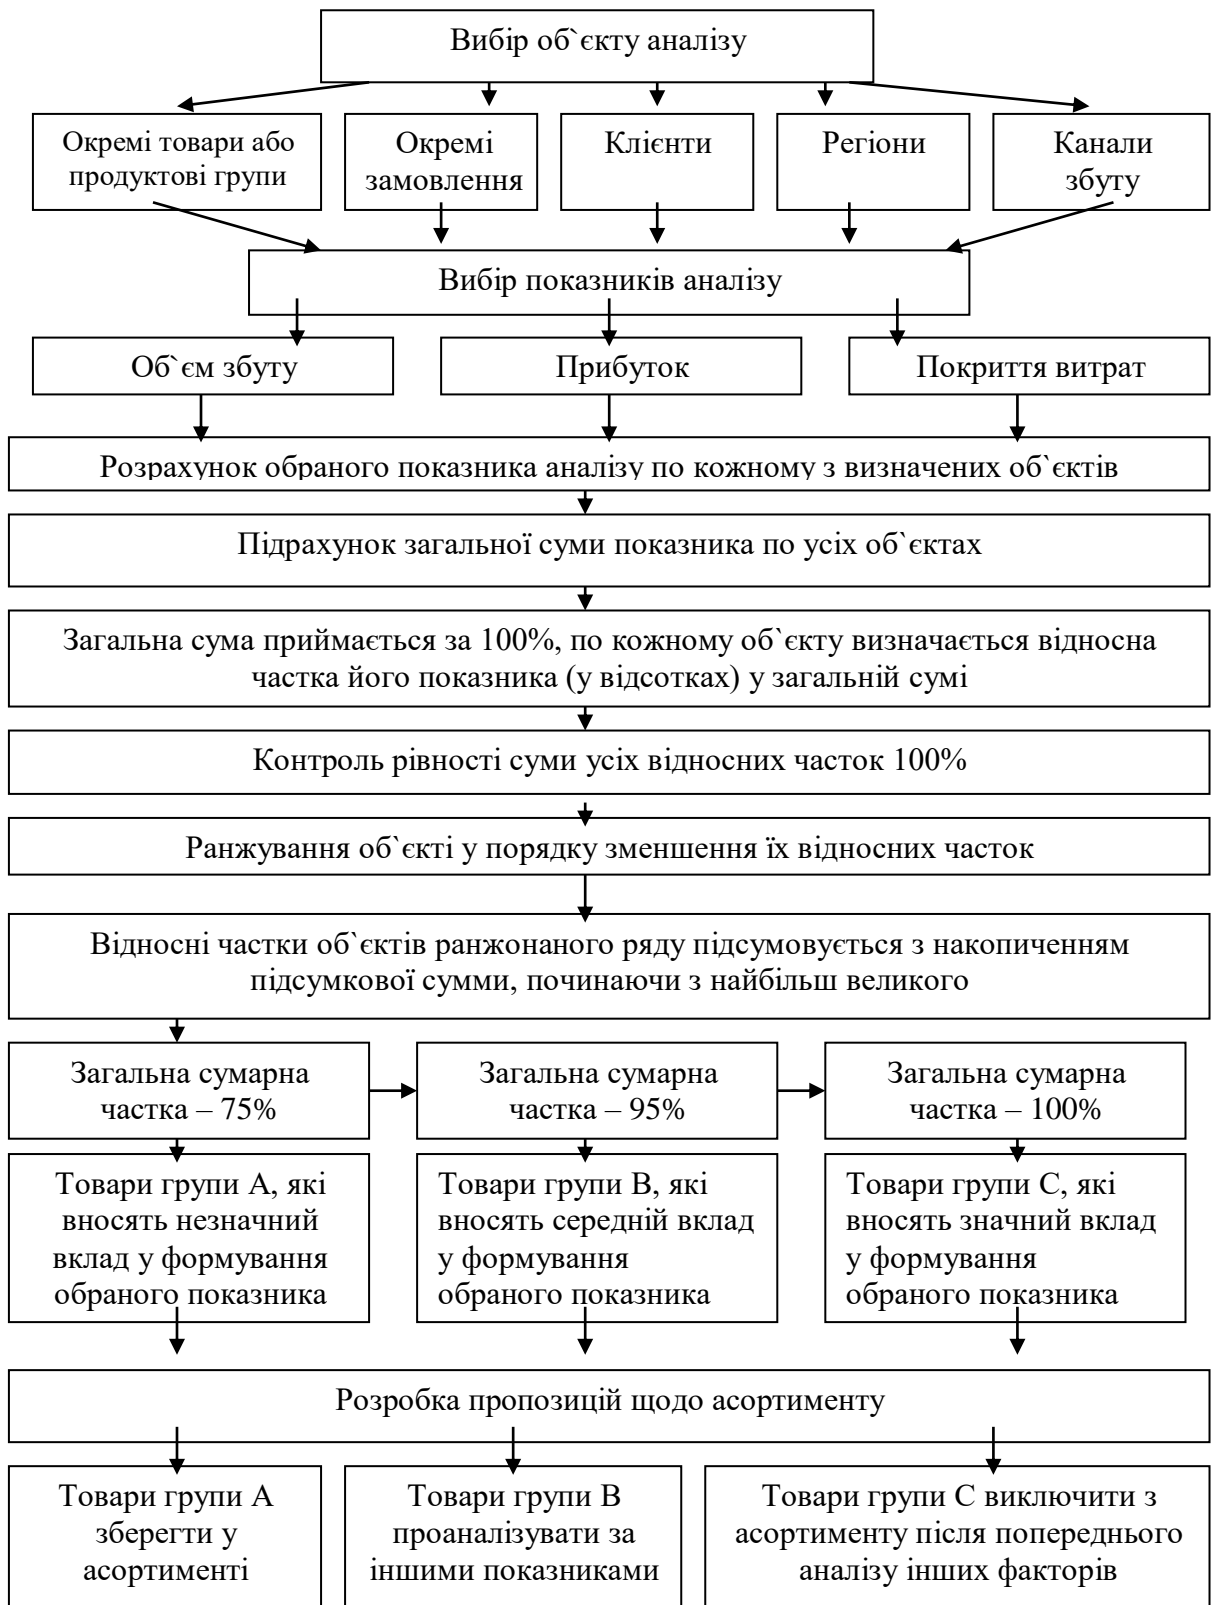 Вибір об`єкту аналізу
Окремі товари або
продуктові групи
Окремі
замовлення
Клієнти
Регіони
Канали
збуту
Вибір показників аналізу
Об`єм збуту
Прибуток
Покриття витрат
Розрахунок обраного показника аналізу по кожному з визначених об`єктів
Підрахунок загальної суми показника по усіх об`єктах
Загальна сума приймається за 100%, по кожному об`єкту визначається відносна
частка його показника (у відсотках) у загальній сумі
Контроль рівності суми усіх відносних часток 100%
Ранжування об`єкті у порядку зменшення їх відносних часток
Відносні частки об`єктів ранжонаного ряду підсумовується з накопиченням
підсумкової сумми, починаючи з найбільш великого
Загальна сумарна
частка – 75%
Загальна сумарна
частка – 95%
Загальна сумарна
частка – 100%
Товари групи А, які
вносять незначний
вклад у формування
обраного показника
Товари групи В, які
вносять середній вклад
у формування
обраного показника
Товари групи С, які
вносять значний вклад
у формування
обраного показника
Розробка пропозицій щодо асортименту
Товари групи А
зберегти у
асортименті
Товари групи В
проаналізувати за
іншими показниками
Товари групи С виключити з
асортименту після попереднього
аналізу інших факторів